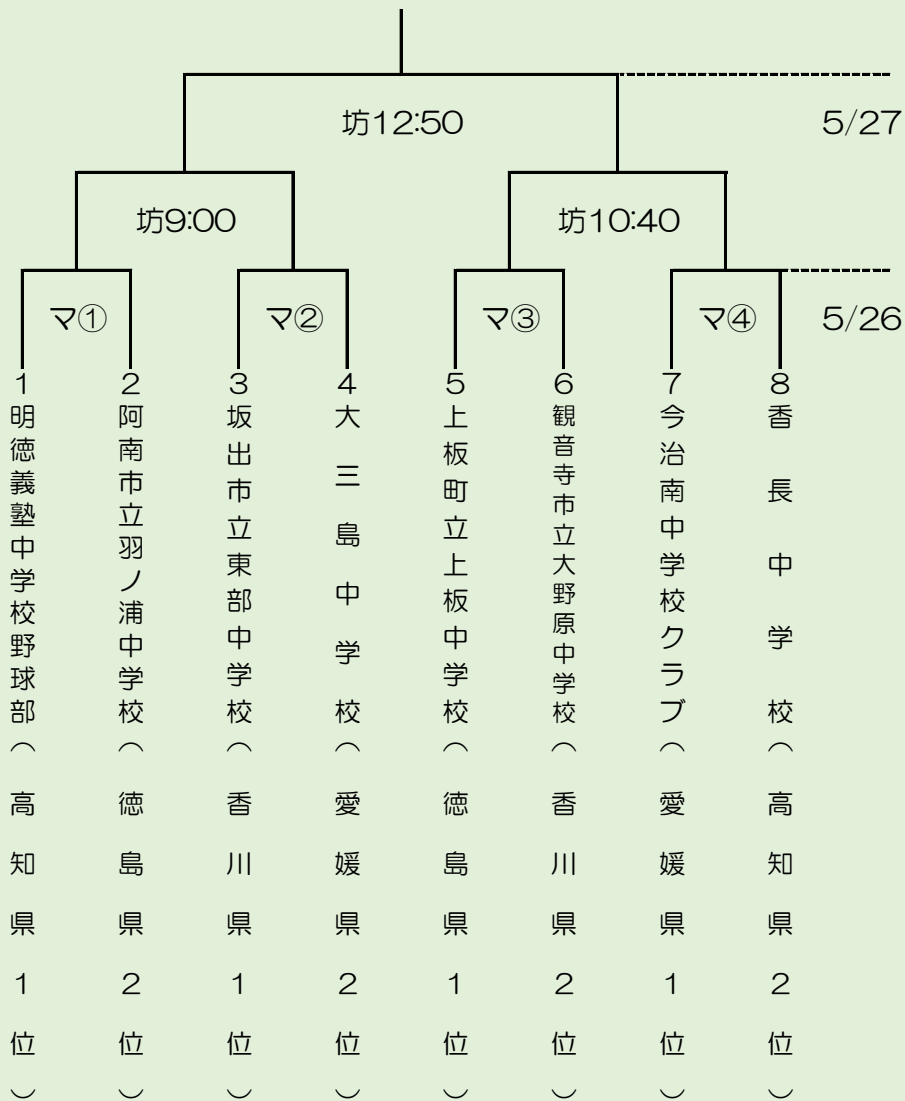 坊12:50
5/27
坊9:00
坊10:40
マ①
マ②
マ③
マ④
5/26
1 明徳義塾中学校野球部（高知県1位）
2 阿南市立羽ノ浦中学校（徳島県2位）
3 坂出市立東部中学校（香川県1位）
4 大三島中学校（愛媛県2位）
5 上板町立上板中学校（徳島県1位）
6 観音寺市立大野原中学校（香川県2位）
7 今治南中学校クラブ（愛媛県1位）
8 香長中学校（高知県2位）